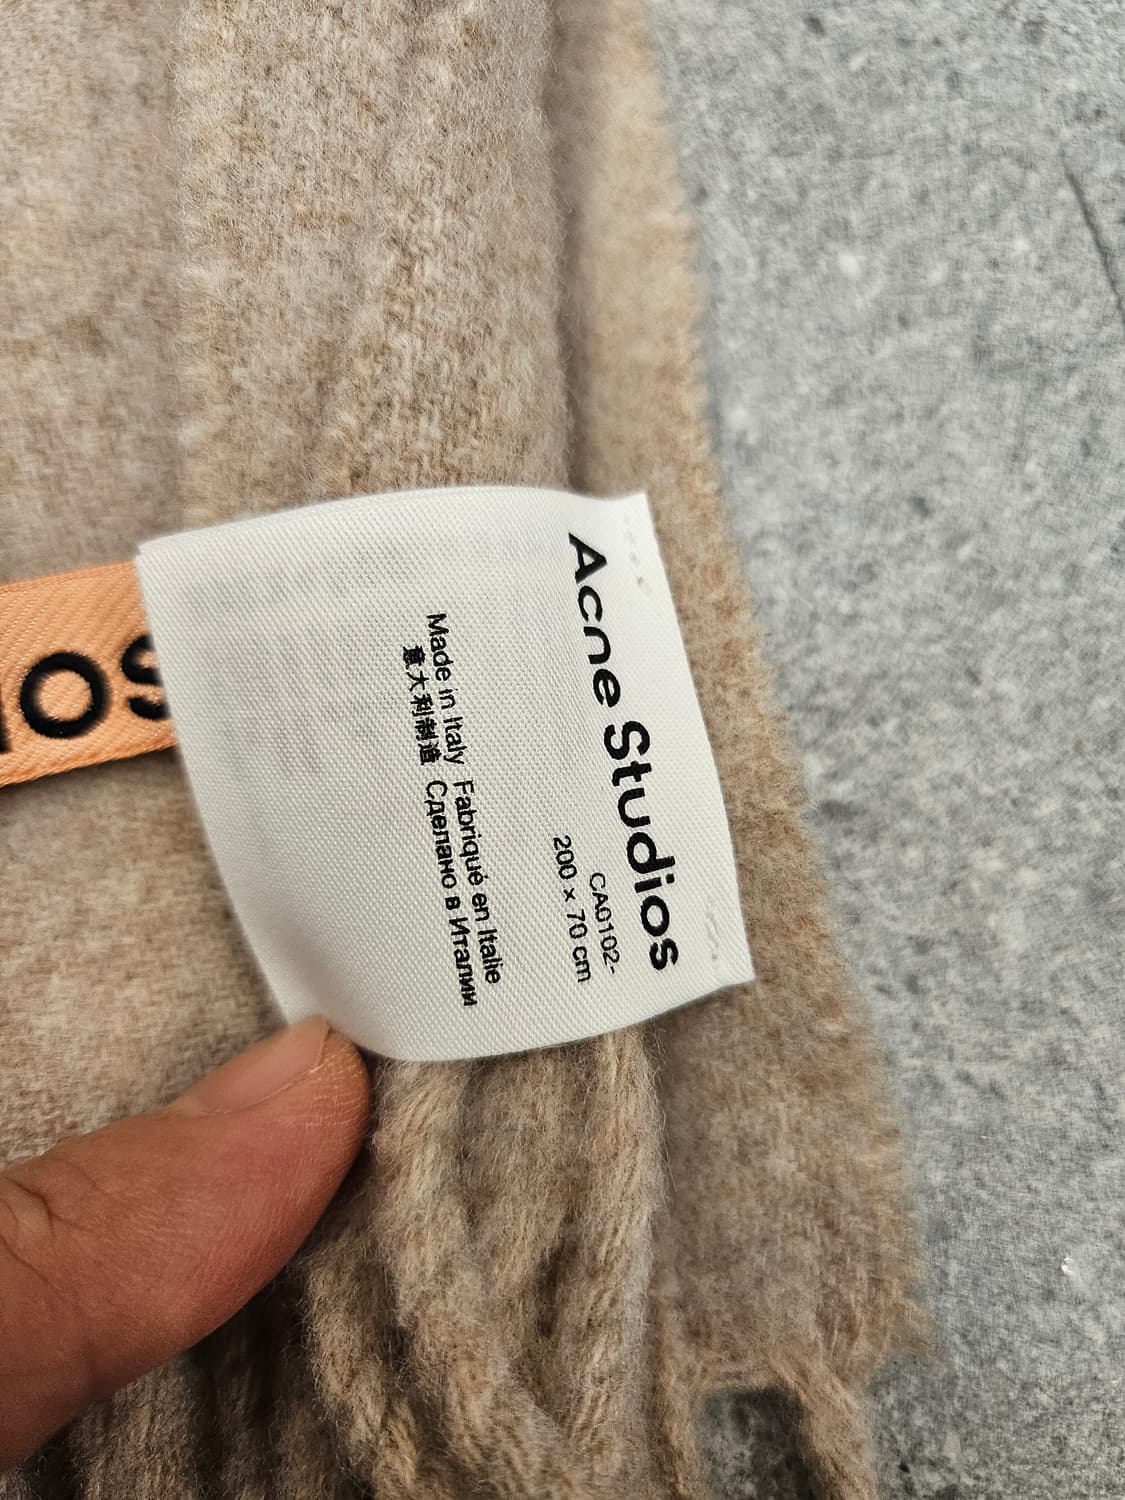 Acne Studios
CA0102-
200 x 70 cm
Made in Italy Fabriqué en Italie
意大利制造 Сделано в Италии
ios